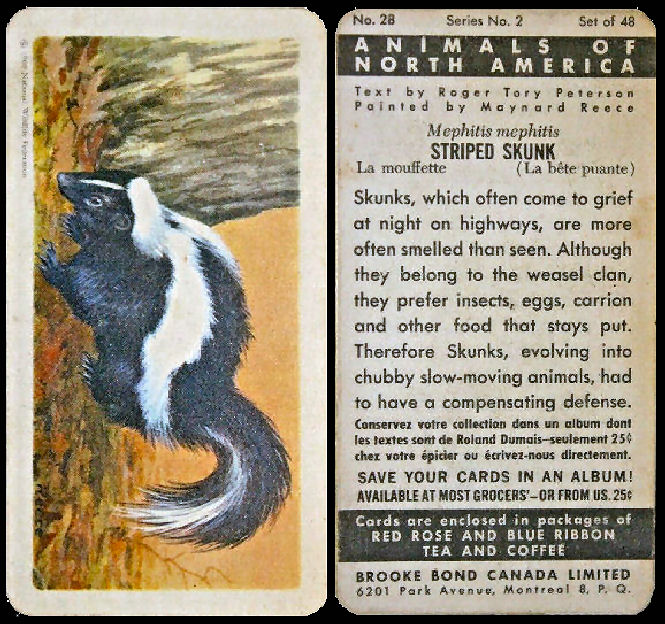 © 1960 National Wildlife Federation
No. 28 Series No. 2 Set of 48
ANIMALS OF
NORTH AMERICA
Text by Roger Tory Peterson
Painted by Maynard Reece
Mephitis mephitis
STRIPED SKUNK
La mouffette (La bête puante)
Skunks, which often come to grief
at night on highways, are more
often smelled than seen. Although
they belong to the weasel clan,
they prefer insects, eggs, carrion
and other food that stays put.
Therefore Skunks, evolving into
chubby slow-moving animals, had
to have a compensating defense.
Conservez votre collection dans un album dont
les textes sont de Roland Dumais—seulement 25¢
chez votre épicier ou écrivez-nous directement.
SAVE YOUR CARDS IN AN ALBUM!
AVAILABLE AT MOST GROCERS'—OR FROM US. 25¢
Cards are enclosed in packages of
RED ROSE AND BLUE RIBBON
TEA AND COFFEE
BROOKE BOND CANADA LIMITED
6201 Park Avenue, Montreal 8, P. Q.